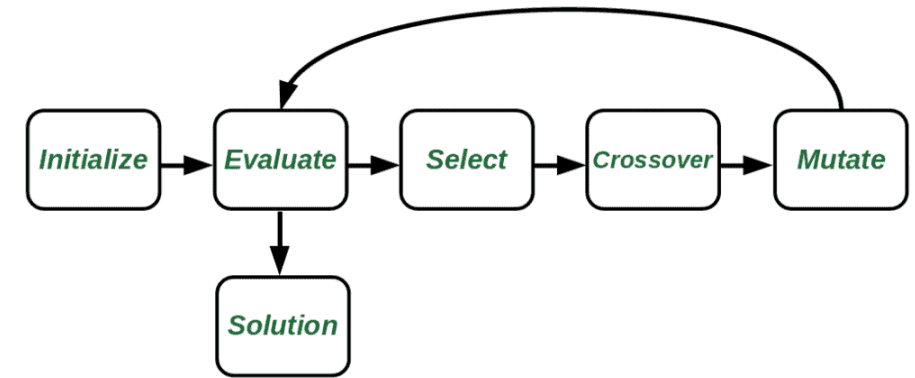 Initialize
Evaluate
Select
Crossover
Mutate
Solution